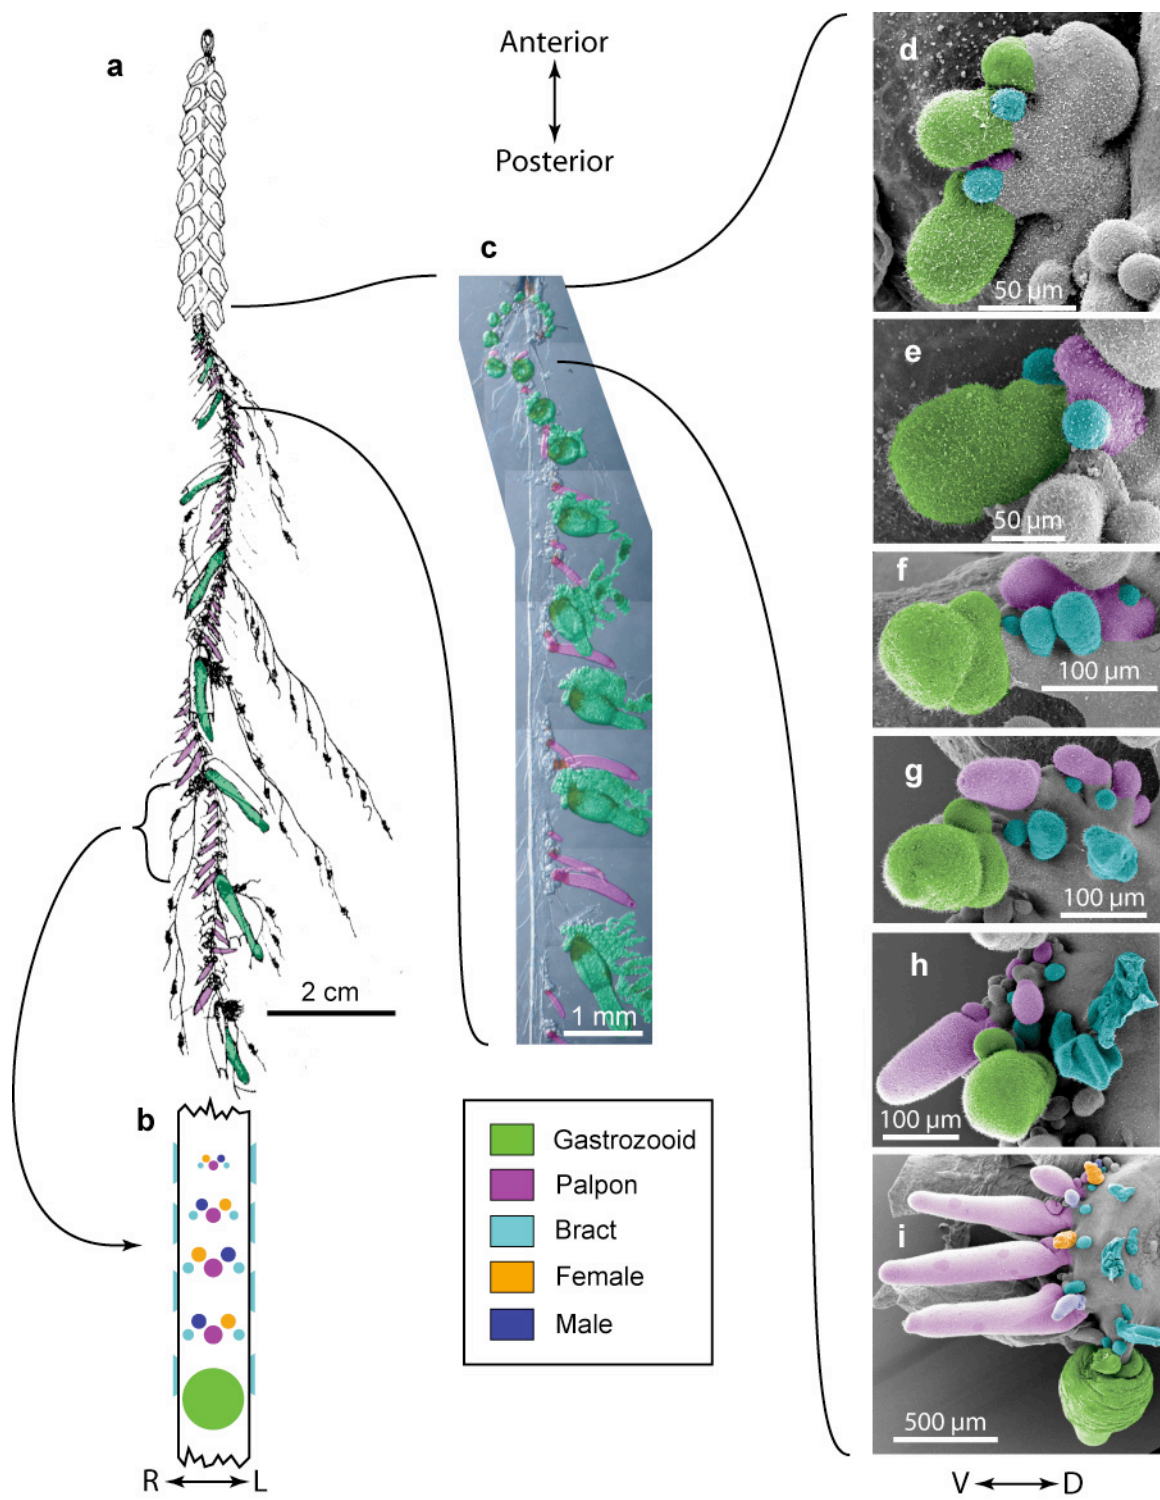 a
Anterior
Posterior
c
2 cm
1 mm
b
R
L
Gastrozooid
Palpon
Bract
Female
Male
d
50 µm
e
50 µm
f
100 µm
g
100 µm
h
100 µm
i
500 µm
V
D